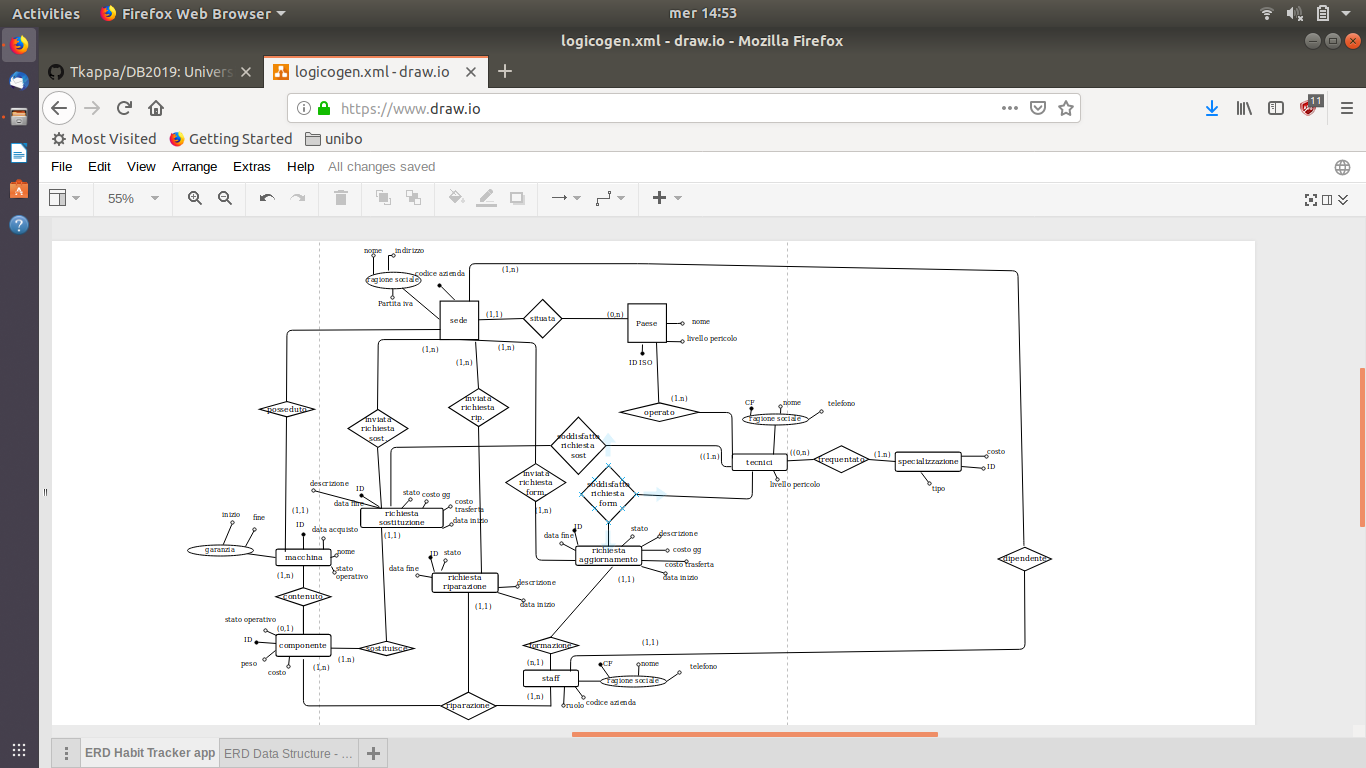 Activities
Firefox Web Browser
mer 14:53
logicogen.xml - draw.io - Mozilla Firefox
Tkappa/DB2019: Univers
logicogen.xml - draw.io
https://www.draw.io
11
Most Visited
Getting Started
unibo
File
Edit
View
Arrange
Extras
Help
All changes saved
55%
nome
indirizzo
ragione sociale
codice azienda
Partita iva
(1,n)
sede
(1,1)
situata
(0,n)
Paese
nome
livello pericolo
ID ISO
(1,n)
(1,n)
(1,n)
posseduto
inviata
richiesta
sost.
inviata
richiesta
rip.
operato
(1.n)
CF
nome
telefono
ragione sociale
soddisfatto
richiesta
sost
((1.n)
tecnici
((0,n)
frequentato
(1.n)
specializzazione
costo
ID
tipo
livello pericolo
inviata
richiesta
form.
(1,n)
soddisfatto
richiesta
form
descrizione
ID
data fine
stato
costo gg
costo
trasferta
data inizio
richiesta
sostituzione
(1,1)
inizio
fine
garanzia
(1,1)
ID
data acquisto
nome
macchina
stato
operativo
(1,n)
contenuto
data fine
ID
stato
richiesta
riparazione
descrizione
data inizio
(1,1)
ID
data fine
stato
descrizione
costo gg
richiesta
aggiornamento
costo trasferta
data inizio
(1,1)
dipendente
stato operativo
(0,1)
ID
componente
peso
costo
(1,n)
(1.n)
sostituisce
formazione
(n,1)
(1,1)
staff
CF
nome
telefono
ragione sociale
(1,n)
ruolo
codice azienda
riparazione
ERD Habit Tracker app
ERD Data Structure - ...